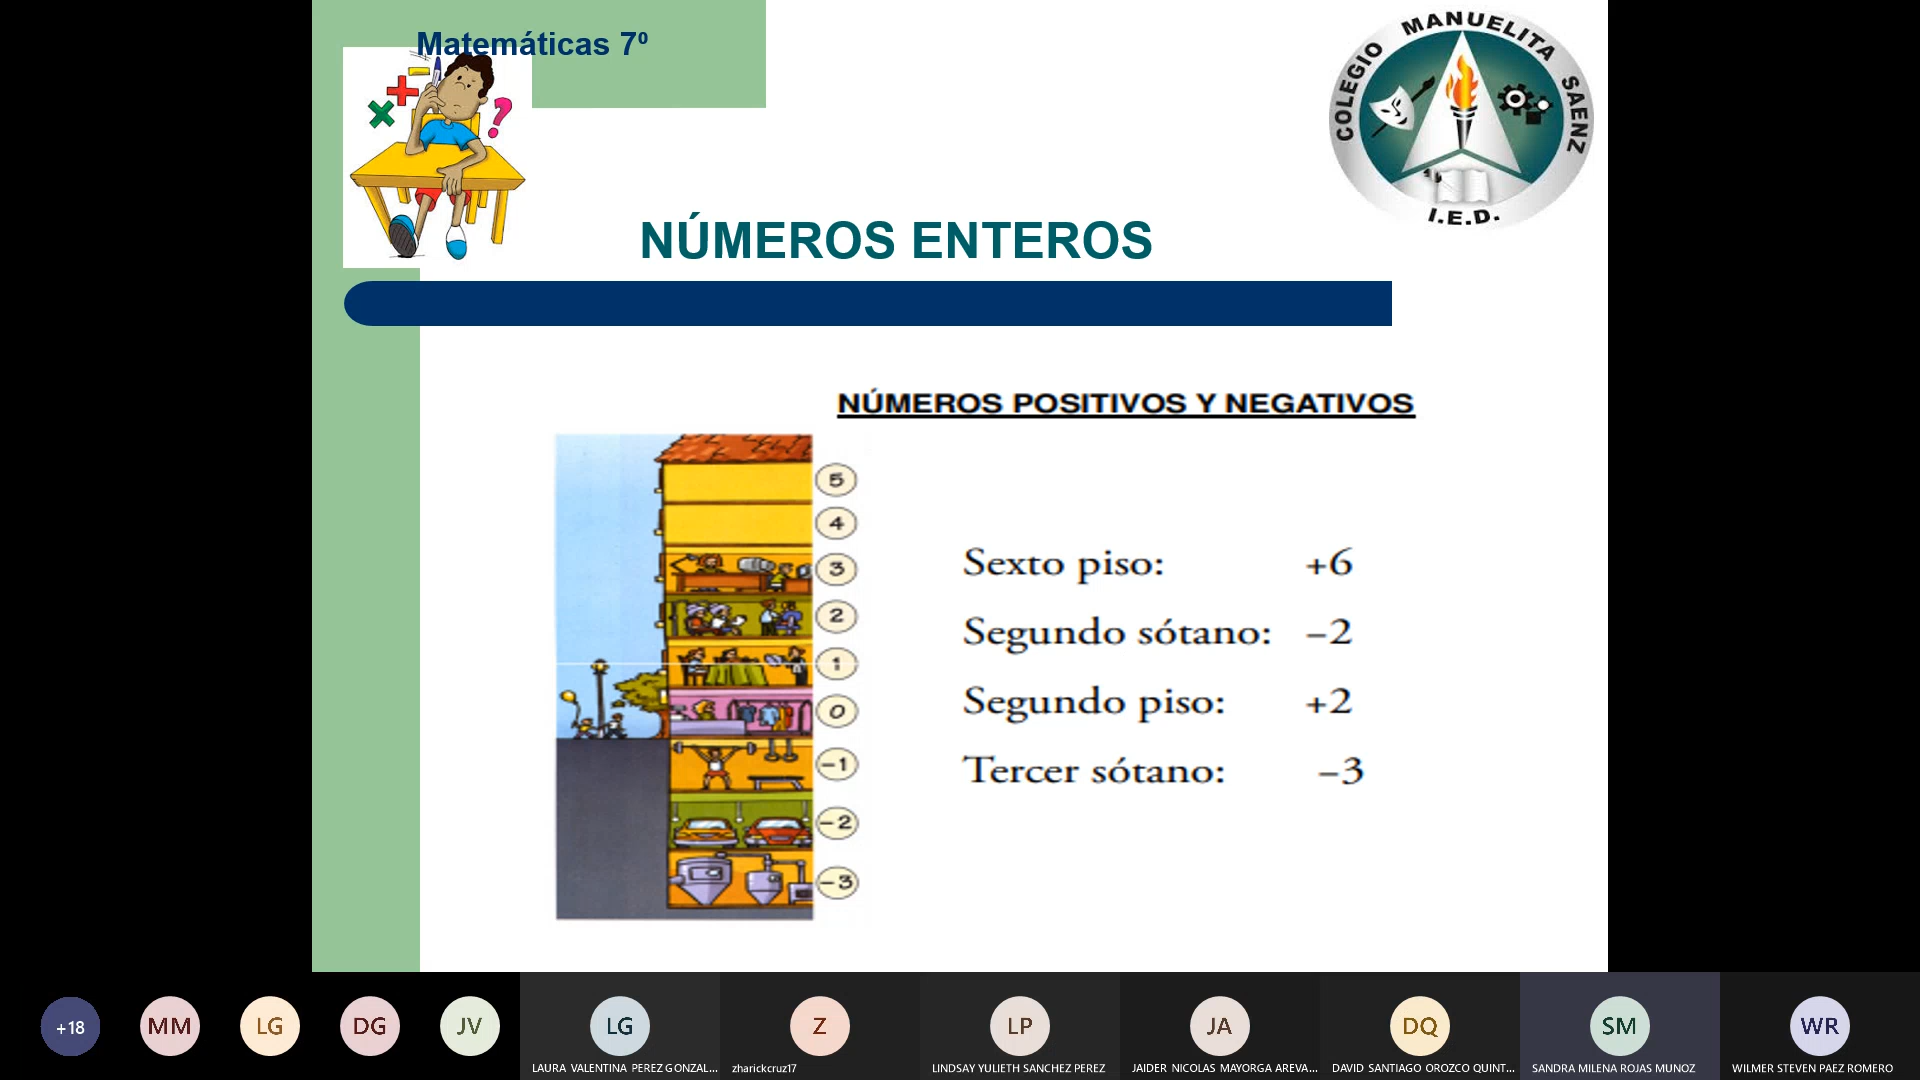 Matemáticas 7º
COLEGIO MANUELITA SAENZ
I.E.D.
NÚMEROS ENTEROS
NÚMEROS POSITIVOS Y NEGATIVOS
5
4
3
2
1
0
−1
−2
−3
Sexto piso: +6
Segundo sótano: −2
Segundo piso: +2
Tercer sótano: −3
+18
MM
LG
DG
JV
LG
LAURA VALENTINA PEREZ GONZAL...
Z
zharickcruz17
LP
LINDSAY YULIETH SANCHEZ PEREZ
JA
JAIDER NICOLAS MAYORGA AREVA...
DQ
DAVID SANTIAGO OROZCO QUINT...
SM
SANDRA MILENA ROJAS MUNOZ
WR
WILMER STEVEN PAEZ ROMERO